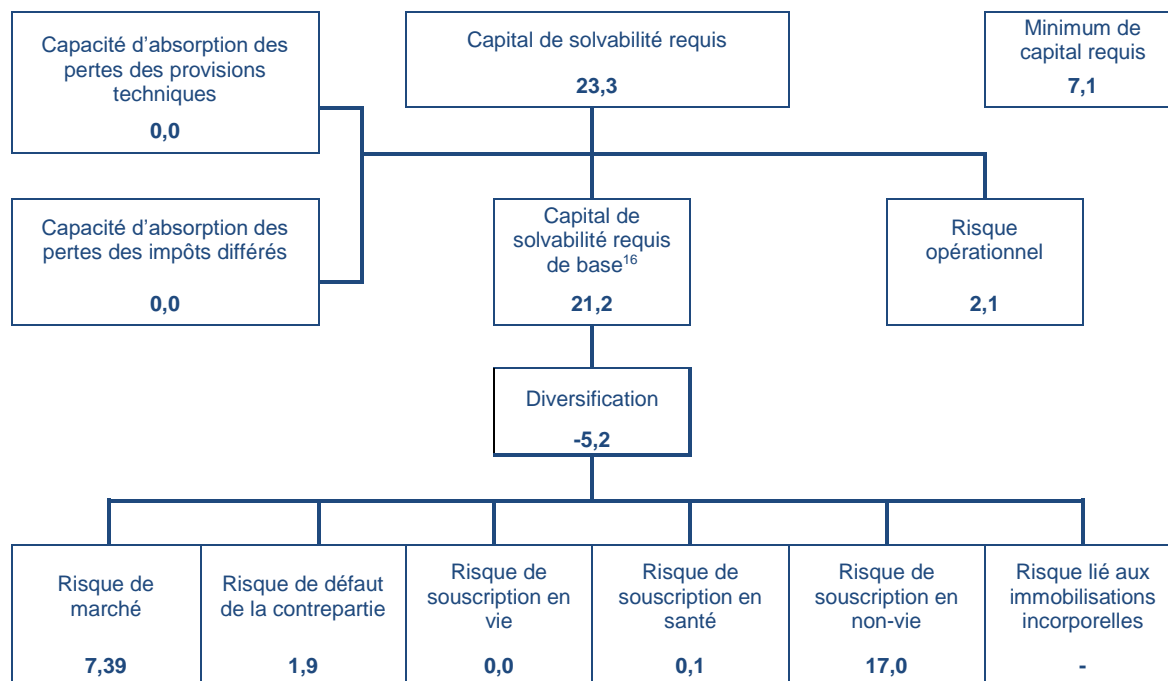 Capacité d'absorption des
pertes des provisions
techniques
0,0
Capital de solvabilité requis
23,3
Minimum de
capital requis
7,1
Capacité d'absorption des
pertes des impôts différés
0,0
Capital de
solvabilité requis
de base16
21,2
Risque
opérationnel
2,1
Diversification
-5,2
Risque de
marché
7,39
Risque de défaut
de la contrepartie
1,9
Risque de
souscription en
vie
0,0
Risque de
souscription en
santé
0,1
Risque de
souscription en
non-vie
17,0
Risque lié aux
immobilisations
incorporelles
-